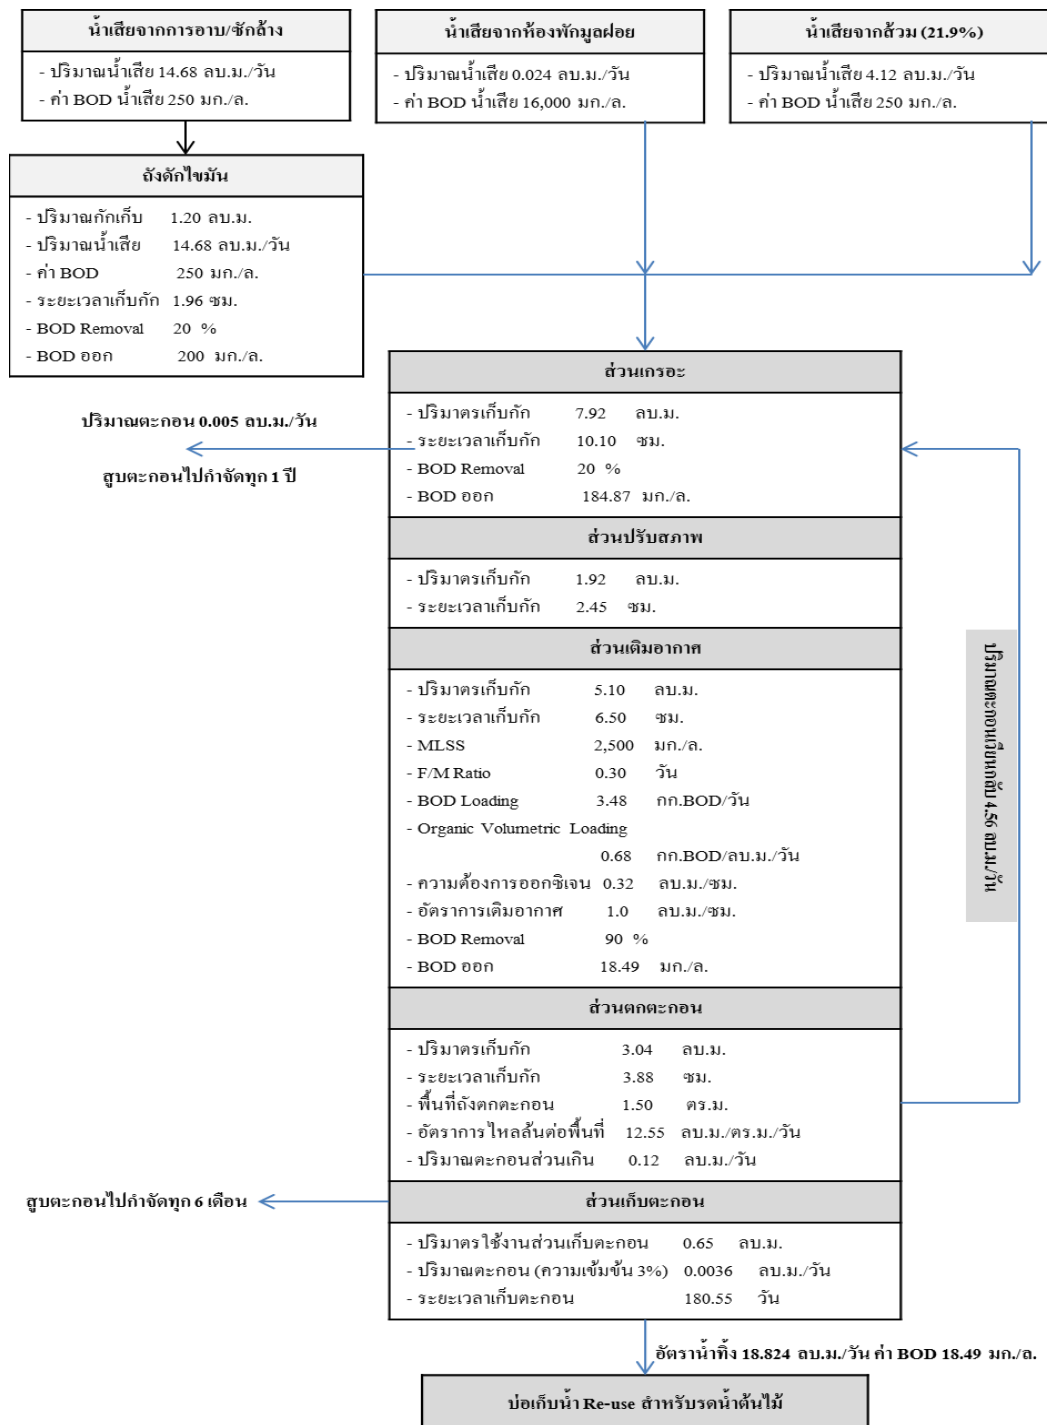 น้ำเสียจากการอาบ/ซักล้าง
- ปริมาณน้ำเสีย 14.68 ลบ.ม./วัน
- ค่า BOD น้ำเสีย 250 มก./ล.
น้ำเสียจากห้องพักมูลฝอย
- ปริมาณน้ำเสีย 0.024 ลบ.ม./วัน
- ค่า BOD น้ำเสีย 16,000 มก./ล.
น้ำเสียจากส้วม (21.9%)
- ปริมาณน้ำเสีย 4.12 ลบ.ม./วัน
- ค่า BOD น้ำเสีย 250 มก./ล.
ถังดักไขมัน
- ปริมาณกักเก็บ 1.20 ลบ.ม.
- ปริมาณน้ำเสีย 14.68 ลบ.ม./วัน
- ค่า BOD 250 มก./ล.
- ระยะเวลาเก็บกัก 1.96 ซม.
- BOD Removal 20 %
- BOD ออก 200 มก./ล.
ส่วนเกรอะ
- ปริมาตรเก็บกัก 7.92 ลบ.ม.
- ระยะเวลาเก็บกัก 10.10 ซม.
- BOD Removal 20 %
- BOD ออก 184.87 มก./ล.
ปริมาณตะกอน 0.005 ลบ.ม./วัน
สูบตะกอนไปกำจัดทุก 1 ปี
ส่วนปรับสภาพ
- ปริมาตรเก็บกัก 1.92 ลบ.ม.
- ระยะเวลาเก็บกัก 2.45 ซม.
ส่วนเติมอากาศ
- ปริมาตรเก็บกัก 5.10 ลบ.ม.
- ระยะเวลาเก็บกัก 6.50 ซม.
- MLSS 2,500 มก./ล.
- F/M Ratio 0.30 วัน
- BOD Loading 3.48 กก.BOD/วัน
- Organic Volumetric Loading
0.68 กก.BOD/ลบ.ม./วัน
- ความต้องการออกซิเจน 0.32 ลบ.ม./ซม.
- อัตราการเติมอากาศ 1.0 ลบ.ม./ซม.
- BOD Removal 90 %
- BOD ออก 18.49 มก./ล.
ปริมาณตะกอนเวียนกลับ 4.56 ลบ.ม./วัน
ส่วนตกตะกอน
- ปริมาตรเก็บกัก 3.04 ลบ.ม.
- ระยะเวลาเก็บกัก 3.88 ซม.
- พื้นที่ถังตกตะกอน 1.50 ตร.ม.
- อัตราการไหลล้นต่อพื้นที่ 12.55 ลบ.ม./ตร.ม./วัน
- ปริมาณตะกอนส่วนเกิน 0.12 ลบ.ม./วัน
สูบตะกอนไปกำจัดทุก 6 เดือน
ส่วนเก็บตะกอน
- ปริมาตรใช้งานส่วนเก็บตะกอน 0.65 ลบ.ม.
- ปริมาณตะกอน (ความเข้มข้น 3%) 0.0036 ลบ.ม./วัน
- ระยะเวลาเก็บตะกอน 180.55 วัน
อัตราน้ำทิ้ง 18.824 ลบ.ม./วัน ค่า BOD 18.49 มก./ล.
บ่อเก็บน้ำ Re-use สำหรับรดน้ำต้นไม้